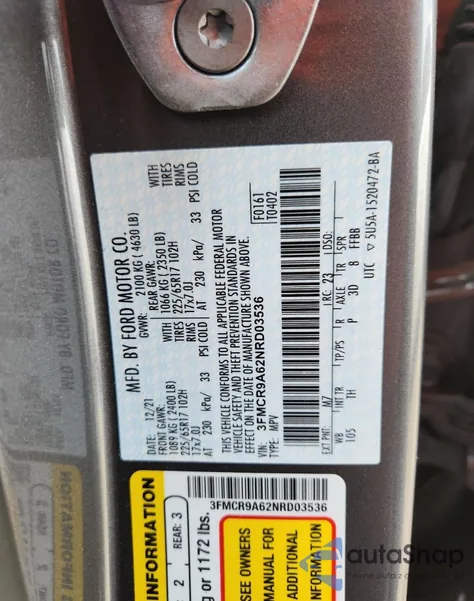 MFD. BY FORD MOTOR CO.
12/21
GVWR: 2100 KG ( 4630 LB)
FRONT GAWR:
1089 KG ( 2400 LB)
225/65R17 102H
17x7.0J
AT 230 kPa/ 33 PSI COLD
WITH
TIRES
RIMS
REAR GAWR:
1066 KG ( 2350 LB)
225/65R17 102H
17x7.0J
AT 230 kPa/ 33 PSI COLD
WITH
TIRES
RIMS
THIS VEHICLE CONFORMS TO ALL APPLICABLE FEDERAL MOTOR
VEHICLE SAFETY AND THEFT PREVENTION STANDARDS IN
EFFECT ON THE DATE OF MANUFACTURE SHOWN ABOVE.
VIN: 3FMCR9A62NRD03536
TYPE: MPV
F0161
T0402
EXT PNT: M7 RC: 23 DSO:
WB INT TR TP/PS R AXLE TR SPR
105 TH P 3D 8 FFBB
UTC ▽ 5U5A-1520472-BA
3FMCR9A62NRD03536
INFORMATION
2 REAR: 3
g or 1172 lbs.
SEE OWNERS
MANUAL FOR
ADDITIONAL
autoSnap